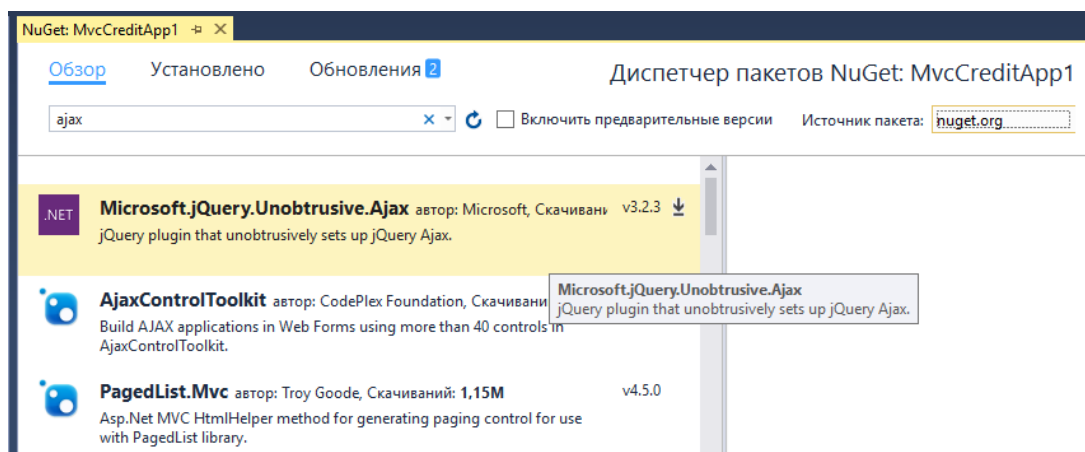 NuGet: MvcCreditApp1
Обзор Установлено Обновления 2
Диспетчер пакетов NuGet: MvcCreditApp1
ajax
Включить предварительные версии
Источник пакета: nuget.org
.NET
Microsoft.jQuery.Unobtrusive.Ajax автор: Microsoft, Скачивани v3.2.3
jQuery plugin that unobtrusively sets up jQuery Ajax.
Microsoft.jQuery.Unobtrusive.Ajax
jQuery plugin that unobtrusively sets up jQuery Ajax.
AjaxControlToolkit автор: CodePlex Foundation, Скачивани
Build AJAX applications in Web Forms using more than 40 controls in
AjaxControlToolkit.
PagedList.Mvc автор: Troy Goode, Скачиваний: 1,15M v4.5.0
Asp.Net MVC HtmlHelper method for generating paging control for use
with PagedList library.